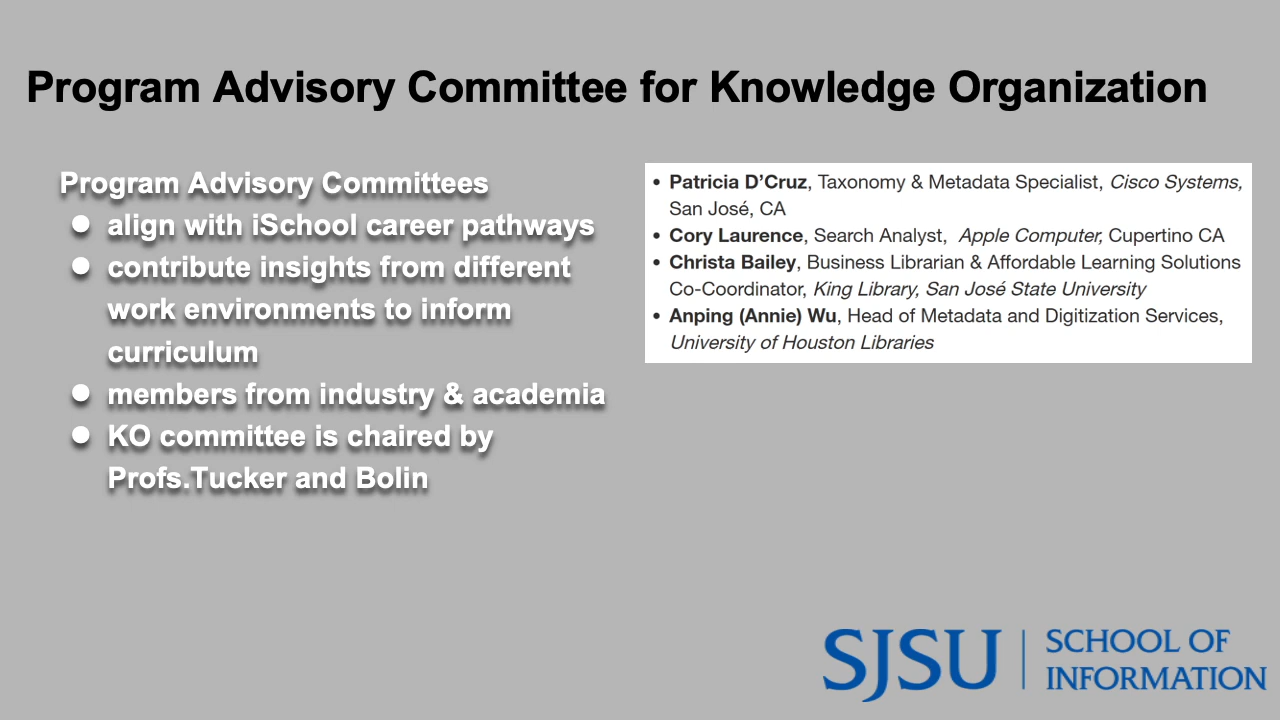 Program Advisory Committee for Knowledge Organization
Program Advisory Committees
● align with iSchool career pathways
● contribute insights from different
work environments to inform
curriculum
● members from industry & academia
● KO committee is chaired by
Profs.Tucker and Bolin
• Patricia D’Cruz, Taxonomy & Metadata Specialist, Cisco Systems,
San José, CA
• Cory Laurence, Search Analyst, Apple Computer, Cupertino CA
• Christa Bailey, Business Librarian & Affordable Learning Solutions
Co-Coordinator, King Library, San José State University
• Anping (Annie) Wu, Head of Metadata and Digitization Services,
University of Houston Libraries
SJSU
SCHOOL OF
INFORMATION